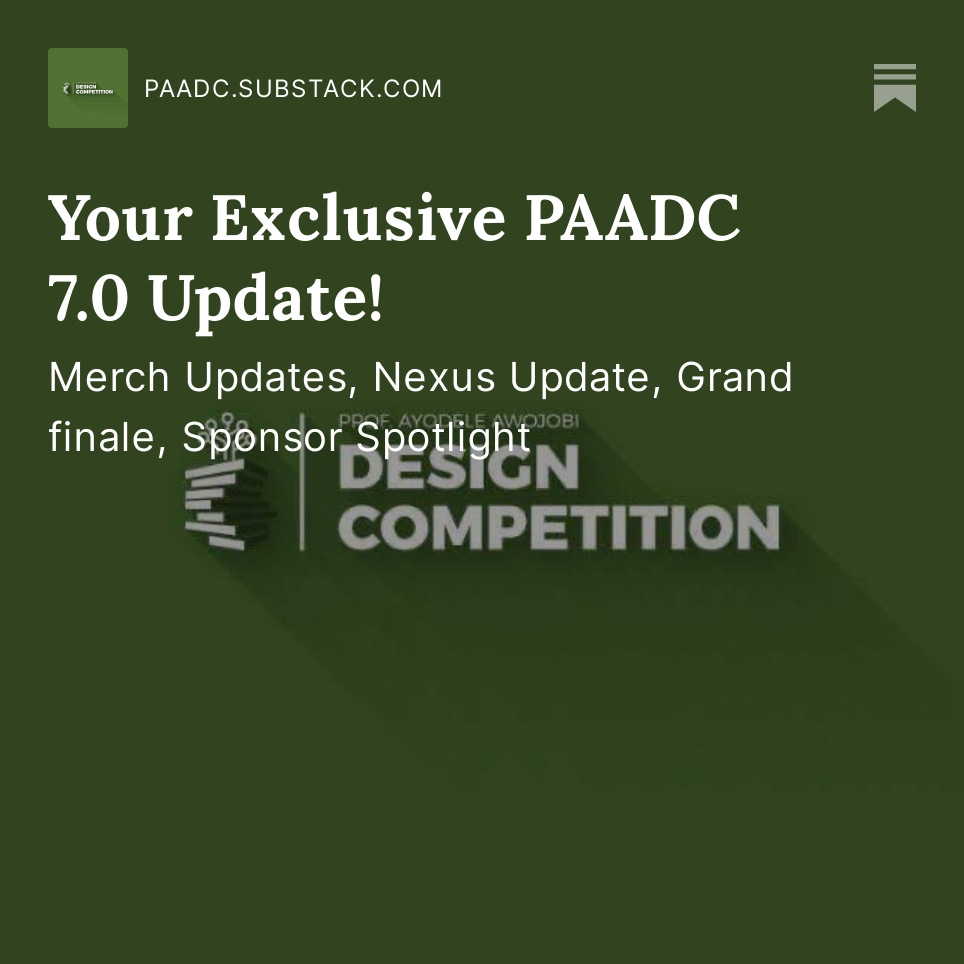 PAADC.SUBSTACK.COM
Your Exclusive PAADC
7.0 Update!
Merch Updates, Nexus Update, Grand
finale, Sponsor Spotlight
PROF. AYODELE AWOJOBI
DESIGN
COMPETITION
DESIGN
COMPETITION